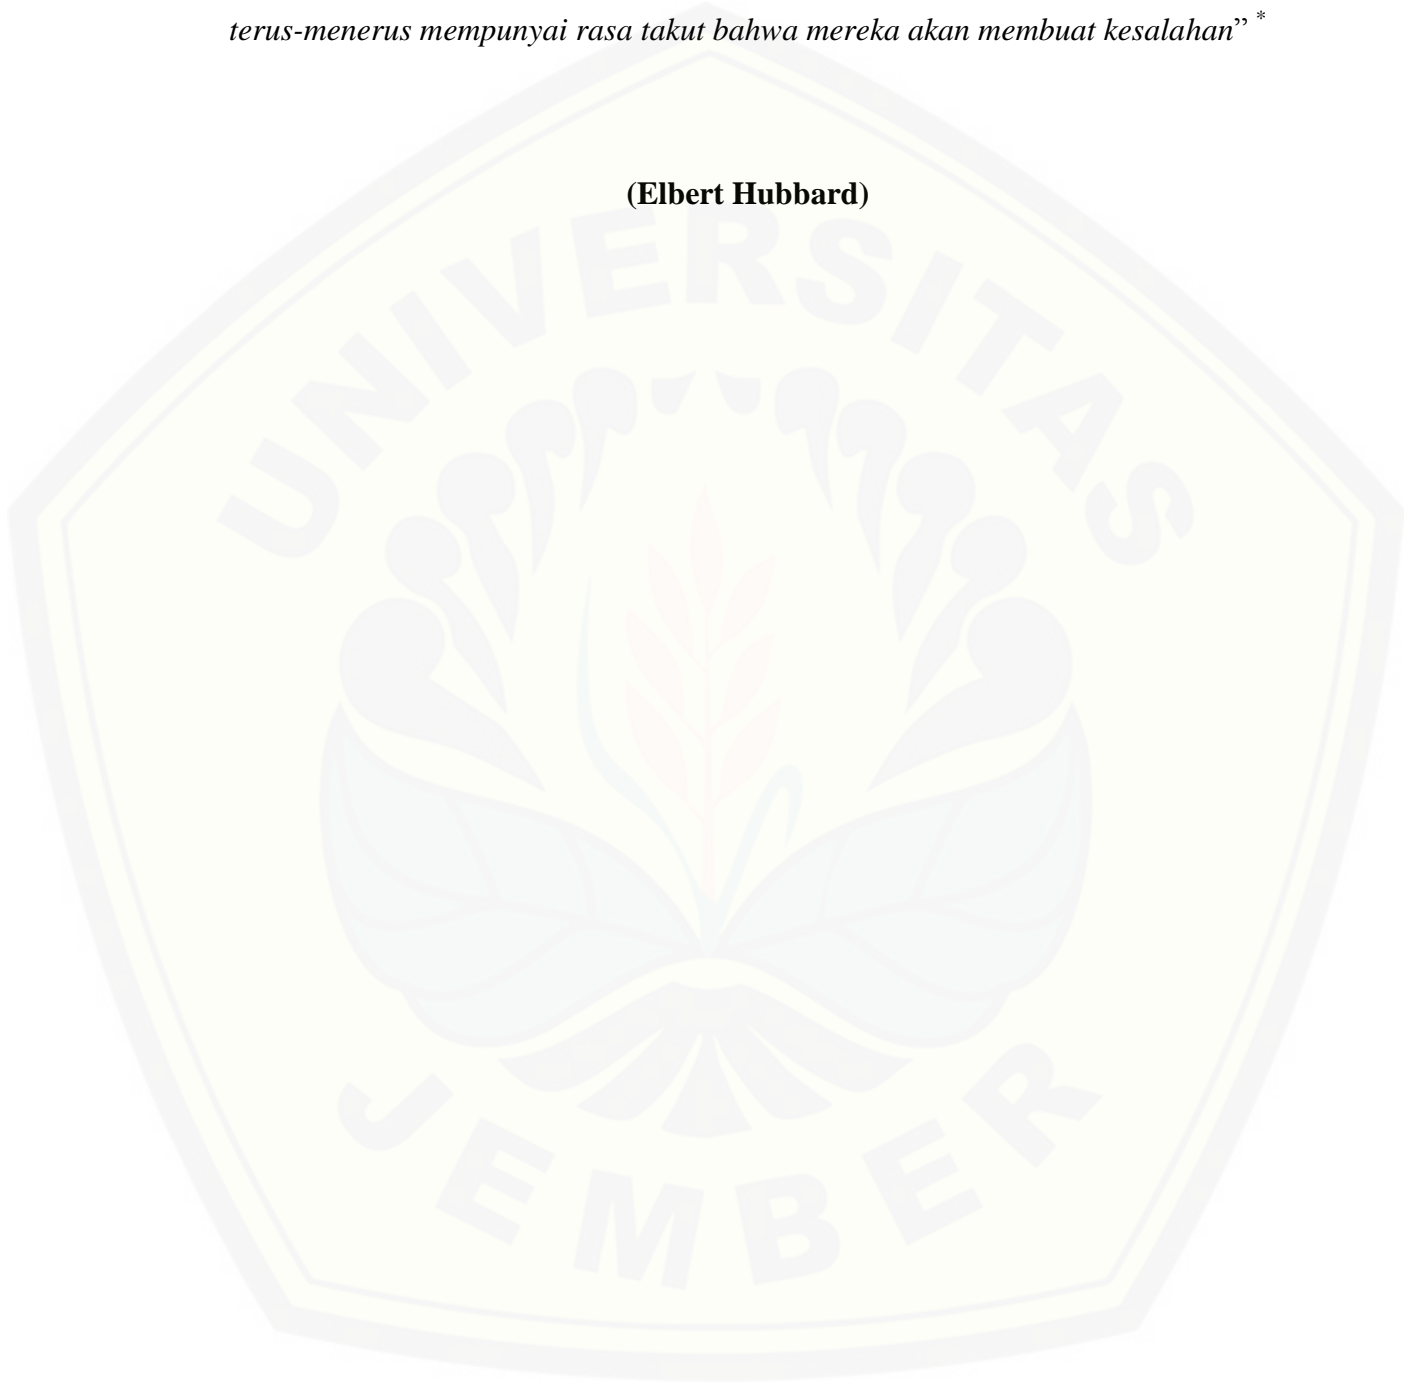 terus-menerus mempunyai rasa takut bahwa mereka akan membuat kesalahan” *
(Elbert Hubbard)
UNIVERSITAS
JEMBER